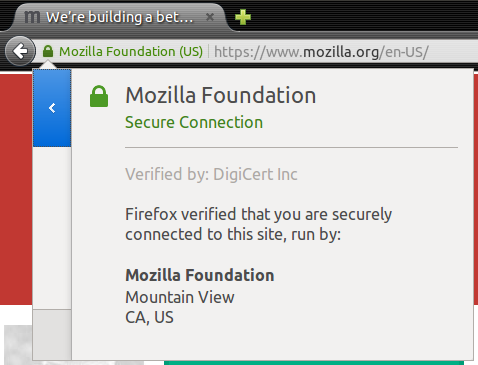 m We're building a bet…
Mozilla Foundation (US) https://www.mozilla.org/en-US/
Mozilla Foundation
Secure Connection
Verified by: DigiCert Inc
Firefox verified that you are securely
connected to this site, run by:
Mozilla Foundation
Mountain View
CA, US